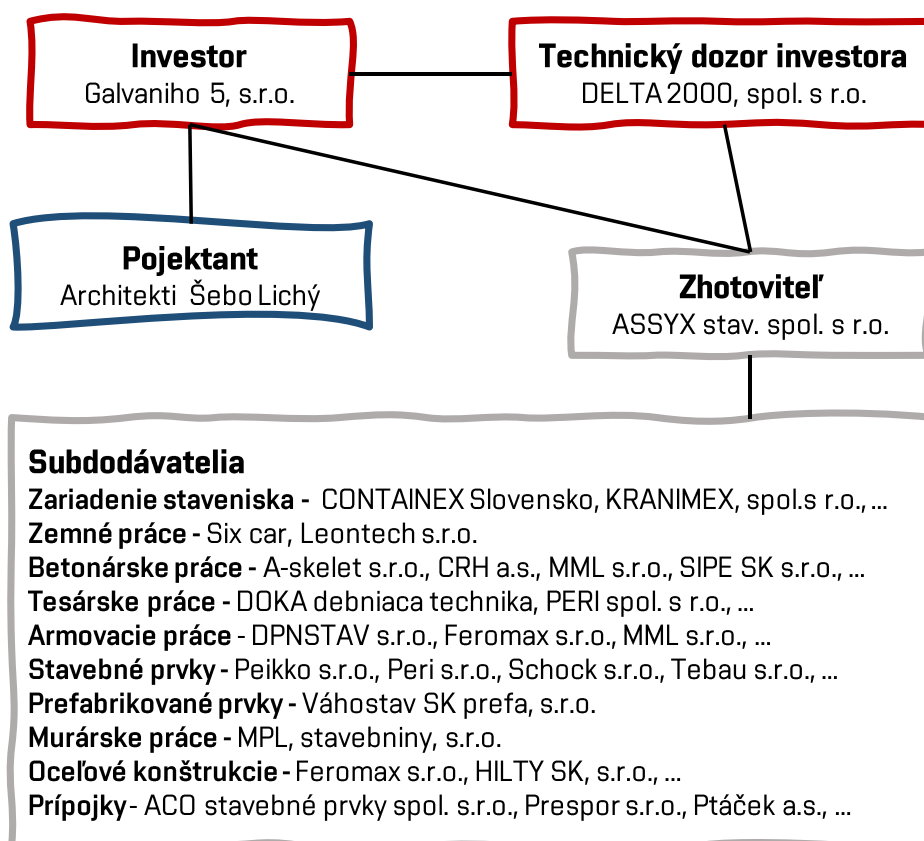 Investor
Galvaniho 5, s.r.o.
Technický dozor investora
DELTA 2000, spol. s r.o.
Pojektant
Architekti Šebo Lichý
Zhotoviteľ
ASSYX stav. spol. s r.o.
Subdodávatelia
Zariadenie staveniska - CONTAINEX Slovensko, KRANIMEX, spol.s r.o., ...
Zemné práce - Six car, Leontech s.r.o.
Betonárske práce - A-skelet s.r.o., CRH a.s., MML s.r.o., SIPE SK s.r.o., ...
Tesárske práce - DOKA debniaca technika, PERI spol. s r.o., ...
Armovacie práce - DPNSTAV s.r.o., Feromax s.r.o., MML s.r.o., ...
Stavebné prvky - Peikko s.r.o., Peri s.r.o., Schock s.r.o., Tebau s.r.o., ...
Prefabrikované prvky - Váhostav SK prefa, s.r.o.
Murárske práce - MPL, stavebniny, s.r.o.
Oceľové konštrukcie - Feromax s.r.o., HILTY SK, s.r.o., ...
Prípojky - ACO stavebné prvky spol. s.r.o., Prespor s.r.o., Ptáček a.s., ...